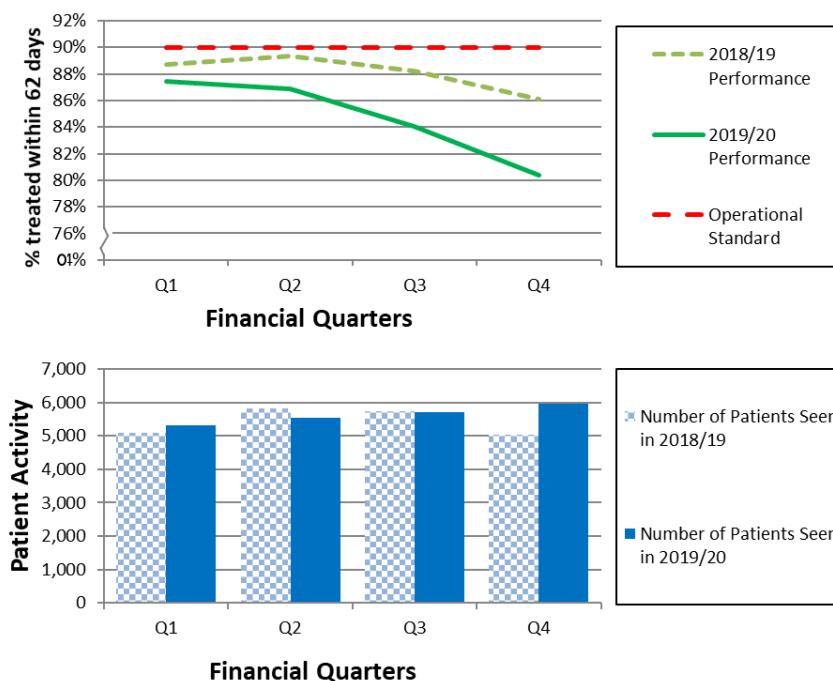 % treated within 62 days
92%
90%
88%
86%
84%
82%
80%
78%
76%
01%
Q1
Q2
Q3
Q4
Financial Quarters
2018/19
Performance
2019/20
Performance
Operational
Standard
Patient Activity
7,000
6,000
5,000
4,000
3,000
2,000
1,000
0
Q1
Q2
Q3
Q4
Financial Quarters
Number of Patients Seen
in 2018/19
Number of Patients Seen
in 2019/20